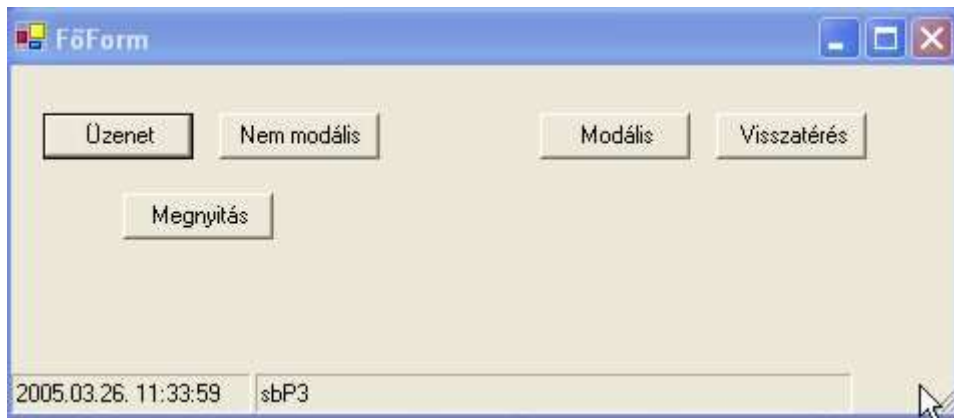 FőForm
Üzenet Nem modális Modális Visszatérés
Megnyitás
2005.03.26. 11:33:59 sbP3